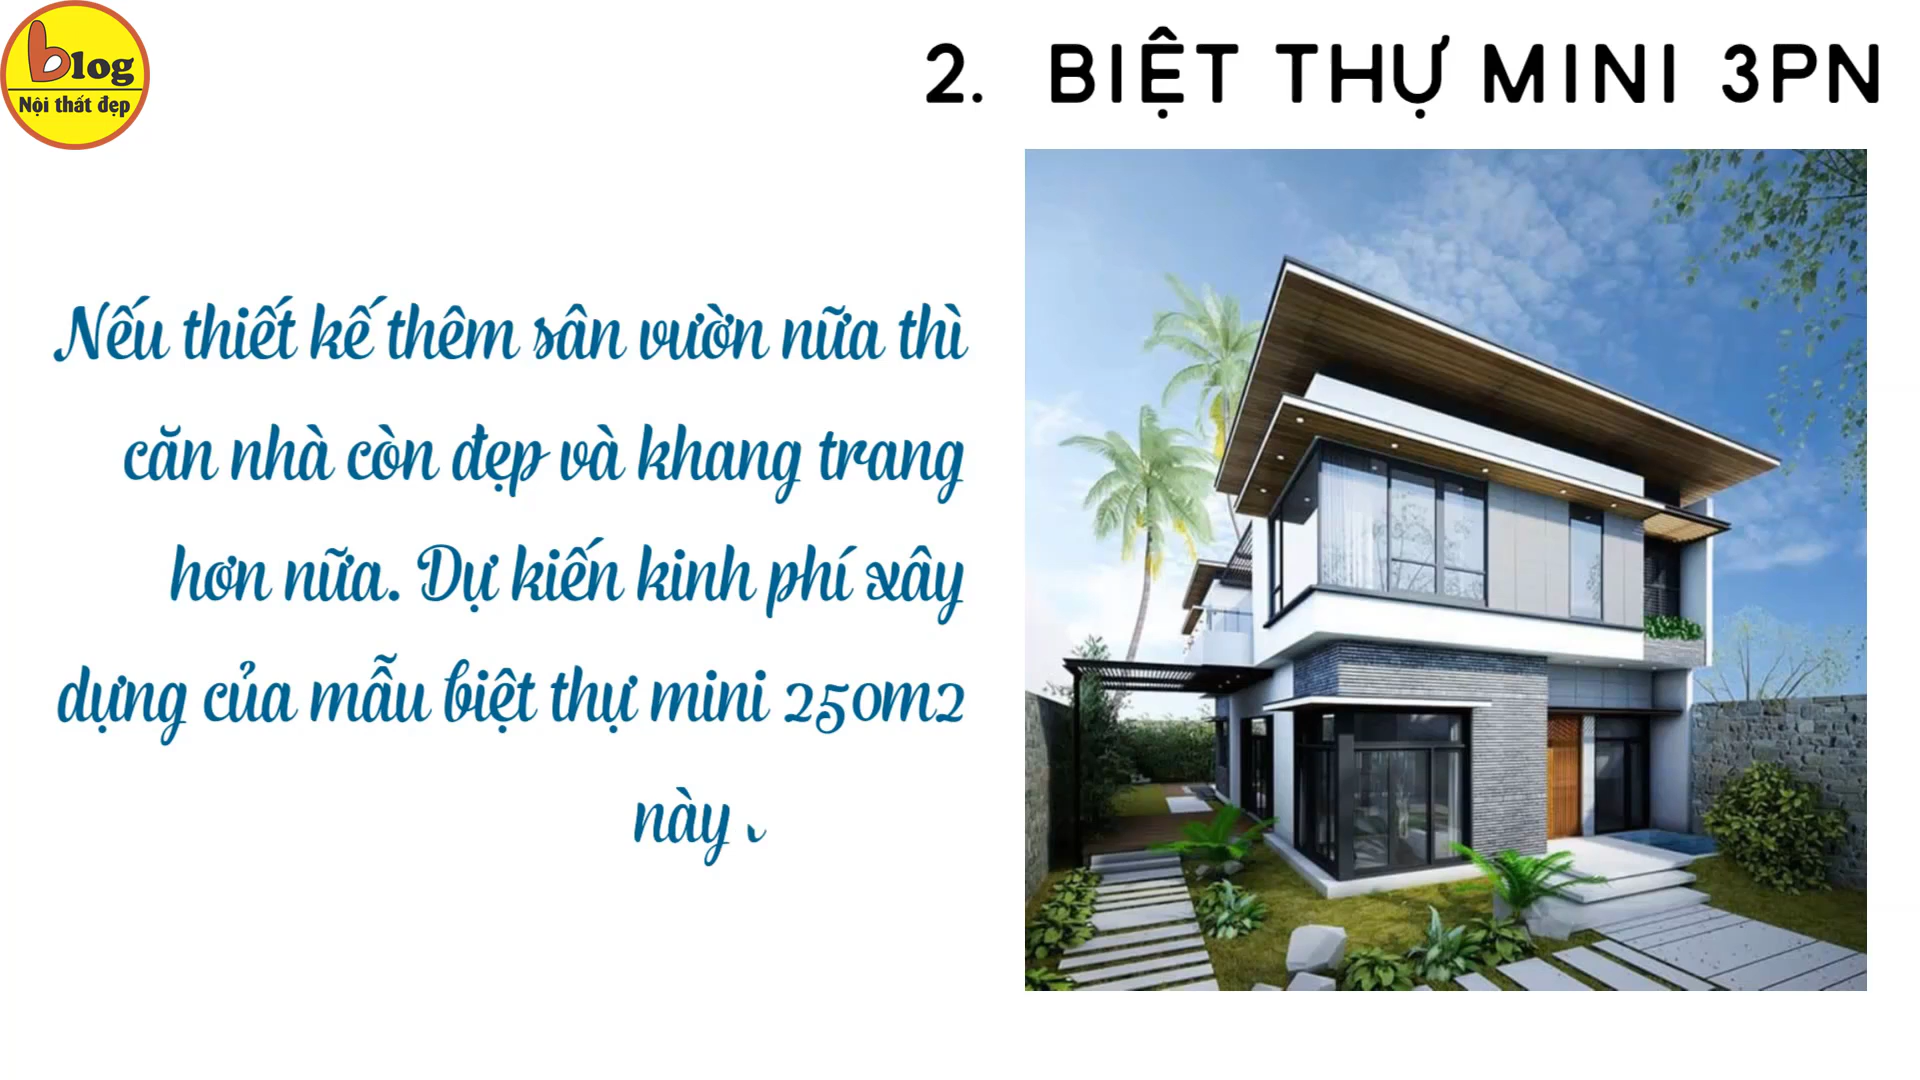 blog
Nội thất đẹp
2. BIỆT THỰ MINI 3PN
Nếu thiết kế thêm sân vườn nữa thì
căn nhà còn đẹp và khang trang
hơn nữa. Dự kiến kinh phí xây
dựng của mẫu biệt thự mini 250m2
này